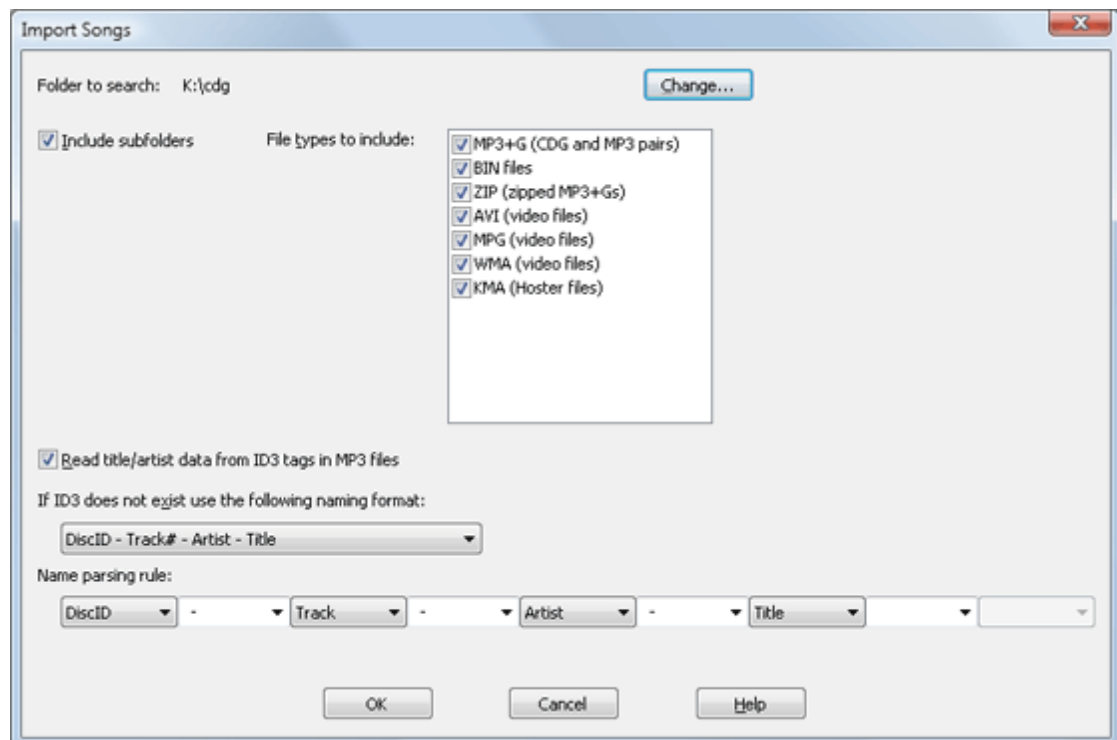 Import Songs
Folder to search: K:\cdg Change...
Include subfolders File types to include:
MP3+G (CDG and MP3 pairs)
BIN files
ZIP (zipped MP3+Gs)
AVI (video files)
MPG (video files)
WMA (video files)
KMA (Hoster files)
Read title/artist data from ID3 tags in MP3 files
If ID3 does not exist use the following naming format:
DiscID - Track# - Artist - Title
Name parsing rule:
DiscID - Track - Artist - Title
OK Cancel Help